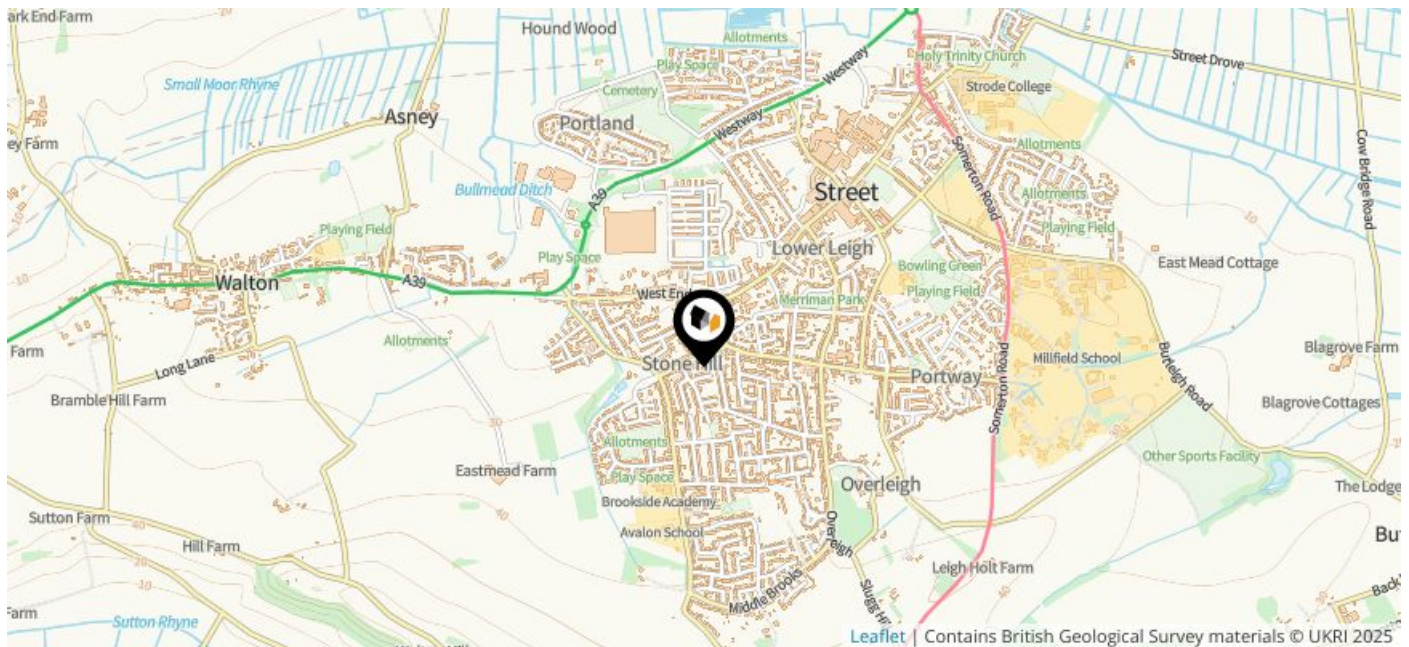 ark End Farm
Hound Wood
Allotments
Westway
Holy Trinity Church
Street Drove
Small Moor Rhyne
Play Space
Strode College
Cemetery
Asney
Portland
Westway
ey Farm
Somerton Road
Allotments
Cow Bridge Road
Bullmead Ditch
A39
Street
Allotments
Playing Field
Playing Field
Lower Leigh
Play Space
Bowling Green
East Mead Cottage
Walton
A39
West End
Merriman Park
Playing Field
Farm
Allotments
Long Lane
Stone Hill
Millfield School
Blagrove Farm
Portway
Butleigh Road
Bramble Hill Farm
Somerton Road
Blagrove Cottages
Allotments
Eastmead Farm
Play Space
Other Sports Facility
Overleigh
The Lodge
Brookside Academy
Sutton Farm
Avalon School
Overleigh
Hill Farm
Leigh Holt Farm
But
Middle Brooks
Slugg Hi
Back
Farm
Sutton Rhyne
Leaflet | Contains British Geological Survey materials © UKRI 2025